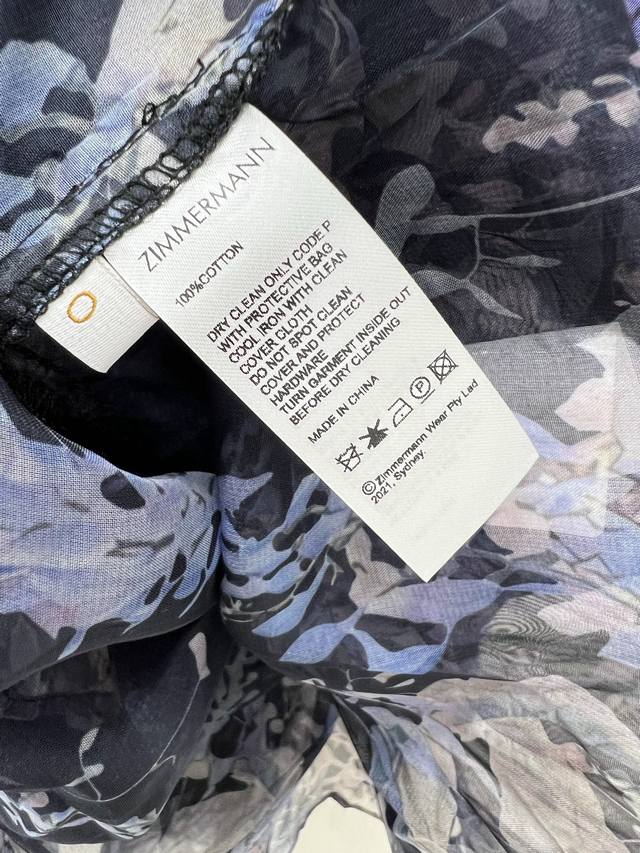 ZIMMERMANN
100%COTTON
DRY CLEAN ONLY CODE P
WITH PROTECTIVE BAG
COOL IRON WITH CLEAN
COVER CLOTH
DO NOT SPOT CLEAN
COVER AND PROTECT
HARDWARE
TURN GARMENT INSIDE OUT
BEFORE DRY CLEANING
MADE IN CHINA
P
©Zimmermann Wear Pty Lad
2021, Sydney.
0